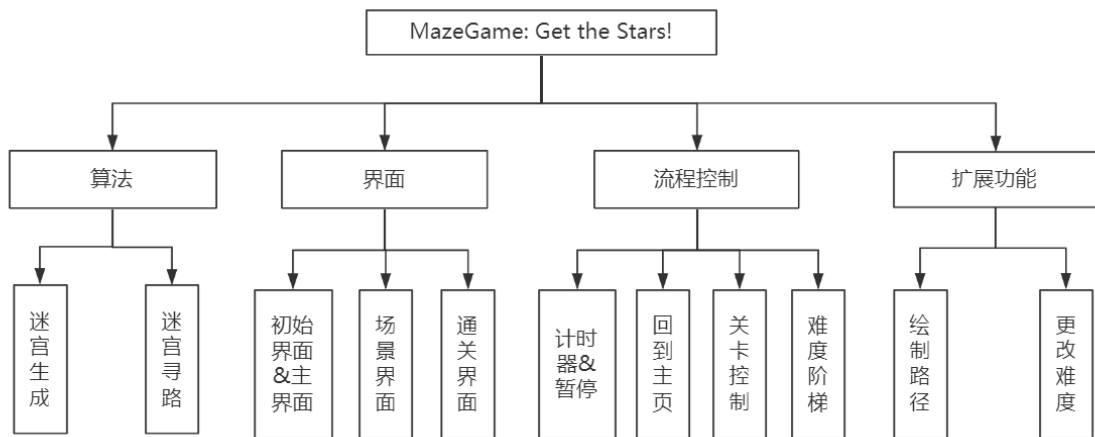 MazeGame: Get the Stars!
算法
界面
流程控制
扩展功能
迷宫生成
迷宫寻路
初始
界面
&主
界面
场景界面
通关界面
计时
器&
暂停
回到主页
关卡控制
难度阶梯
绘制路径
更改难度